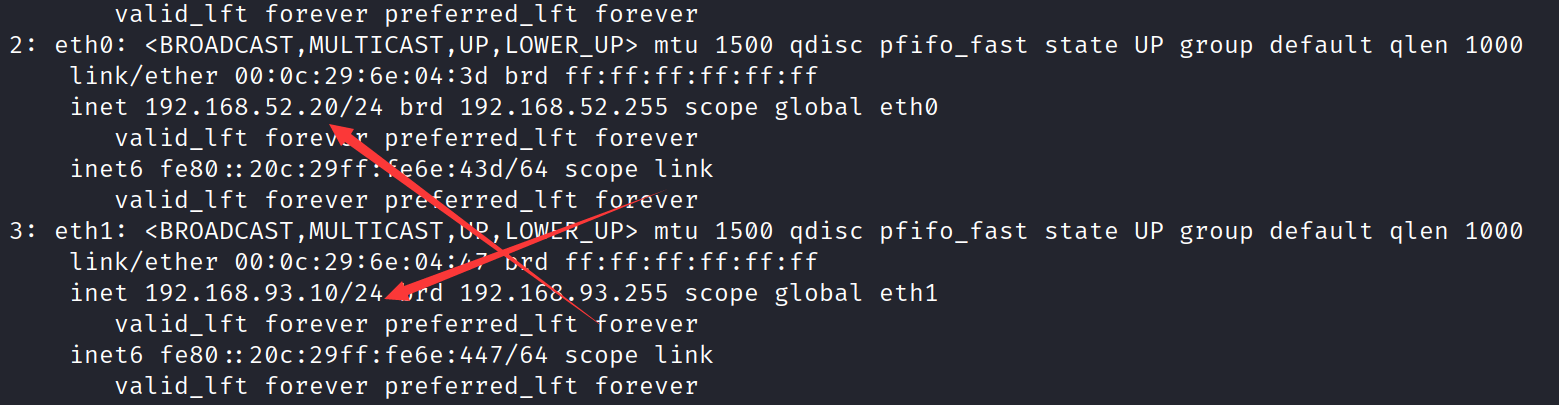 valid_lft forever preferred_lft forever
2: eth0: <BROADCAST,MULTICAST,UP,LOWER_UP> mtu 1500 qdisc pfifo_fast state UP group default qlen 1000
link/ether 00:0c:29:6e:04:3d brd ff:ff:ff:ff:ff:ff
inet 192.168.52.20/24 brd 192.168.52.255 scope global eth0
valid_lft forever preferred_lft forever
inet6 fe80::20c:29ff:fe6e:43d/64 scope link
valid_lft forever preferred_lft forever
3: eth1: <BROADCAST,MULTICAST,UP,LOWER_UP> mtu 1500 qdisc pfifo_fast state UP group default qlen 1000
link/ether 00:0c:29:6e:04:47 brd ff:ff:ff:ff:ff:ff
inet 192.168.93.10/24 brd 192.168.93.255 scope global eth1
valid_lft forever preferred_lft forever
inet6 fe80::20c:29ff:fe6e:447/64 scope link
valid_lft forever preferred_lft forever